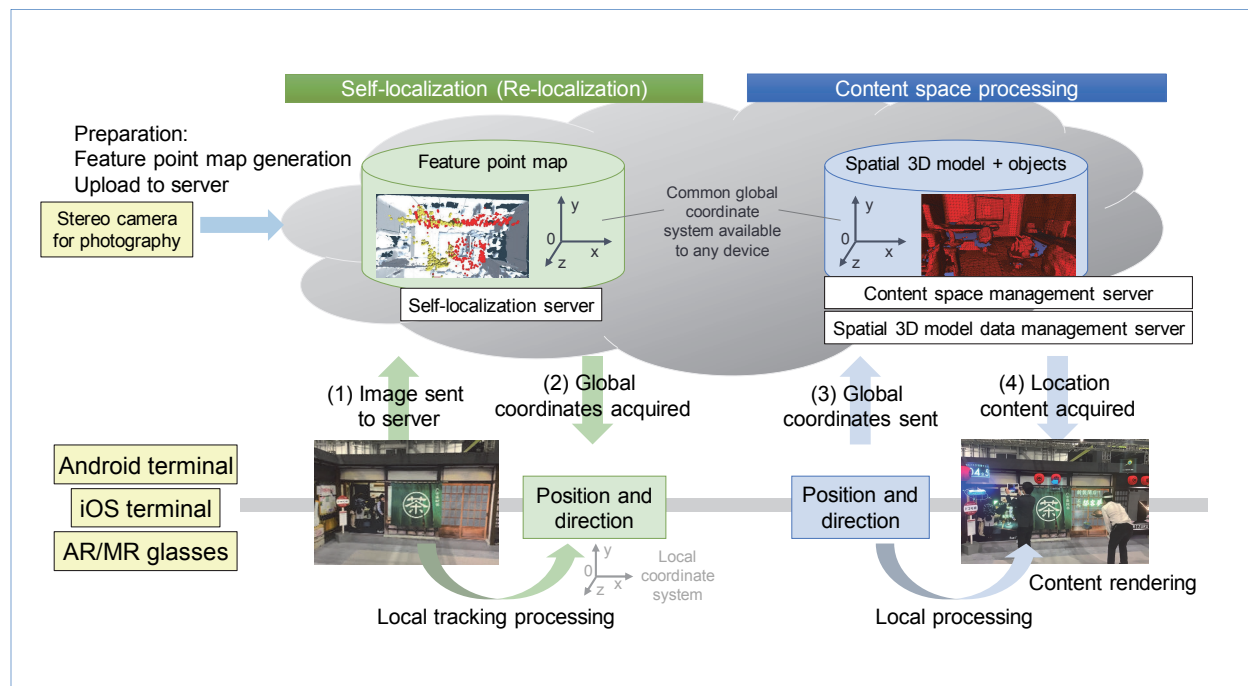 Self-localization (Re-localization)
Content space processing
Preparation:
Feature point map generation
Upload to server
Stereo camera
for photography
Feature point map
y
0
x
z
Self-localization server
Common global
coordinate
system available
to any device
Spatial 3D model + objects
y
0
x
z
Content space management server
Spatial 3D model data management server
(1) Image sent
to server
(2) Global
coordinates acquired
(3) Global
coordinates sent
(4) Location
content acquired
Android terminal
iOS terminal
AR/MR glasses
茶
Position and
direction
y
0
x
z
Local
coordinate
system
Local tracking processing
Position and
direction
茶
Content rendering
Local processing